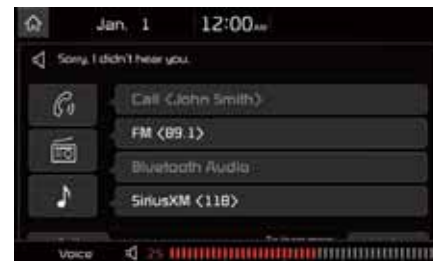 Jan. 1 12:00 AM
Sorry, I didn't hear you.
Call <John Smith>
FM <89.1>
Bluetooth Audio
SiriusXM <118>
Voice 25